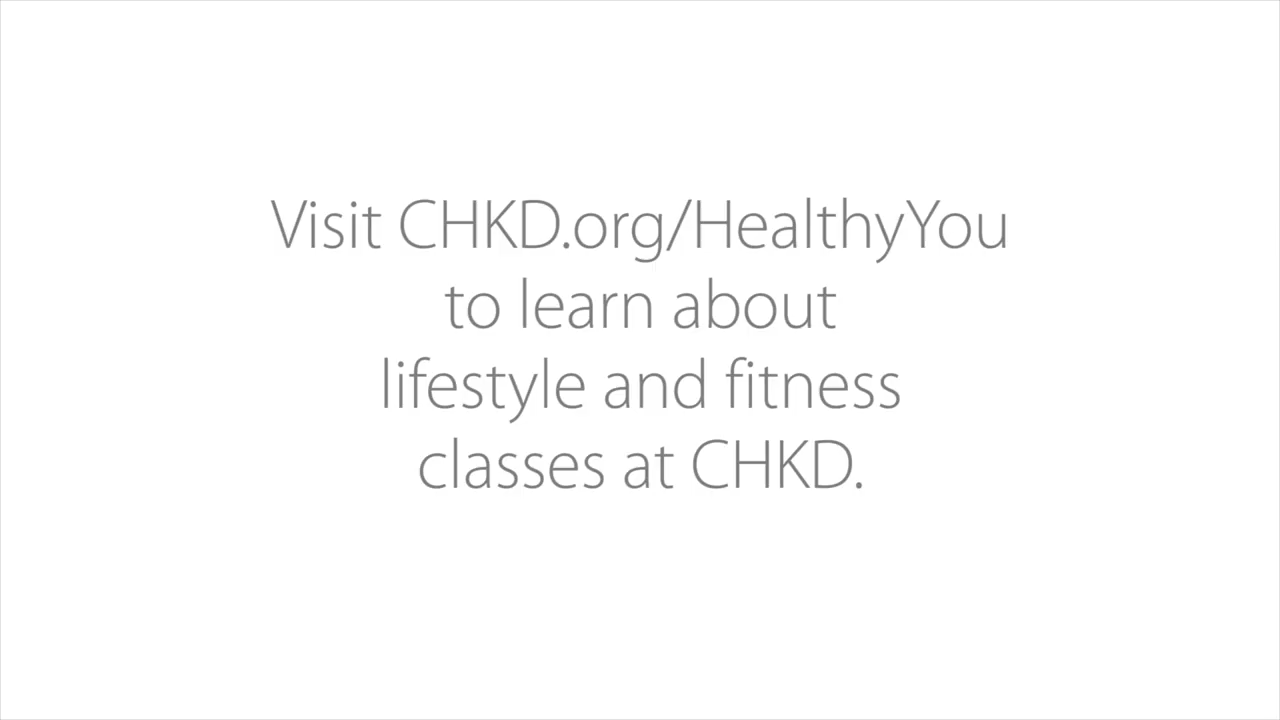 Visit CHKD.org/HealthyYou
to learn about
lifestyle and fitness
classes at CHKD.